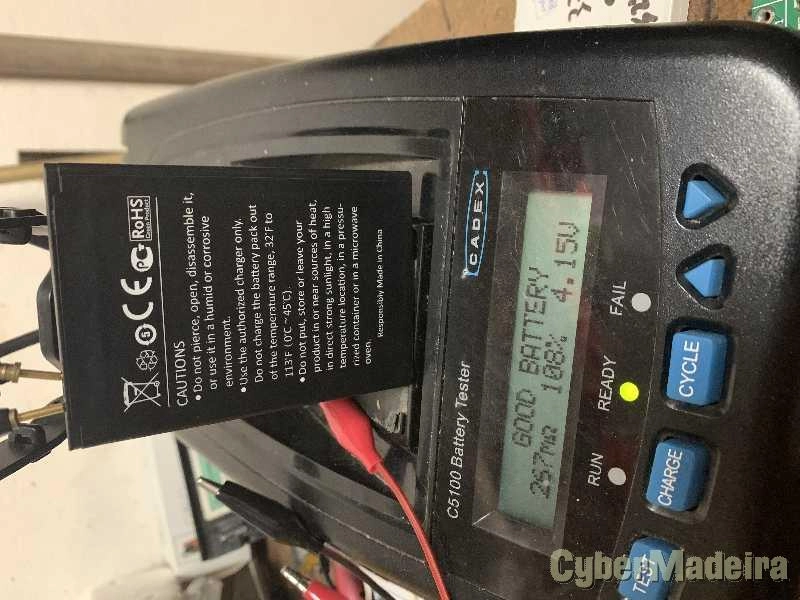 RoHS
CAUTIONS
• Do not pierce, open, disassemble it,
or use it in a humid or corrosive
environment.
• Use the authorized charger only.
Do not charge the battery pack out
of the temperature range, 32°F to
113°F (0°C ~ 45°C).
• Do not put, store or leave your
product in or near sources of heat,
in direct strong sunlight, in a high
temperature location, in a pressu-
rized container or in a microwave
oven.
Responsibly Made in China
CADEX
C5100 Battery Tester
GOOD BATTERY
267mΩ 108% 4.15V
RUN
READY
FAIL
TEST
CHARGE
CYCLE
CyberMadeira